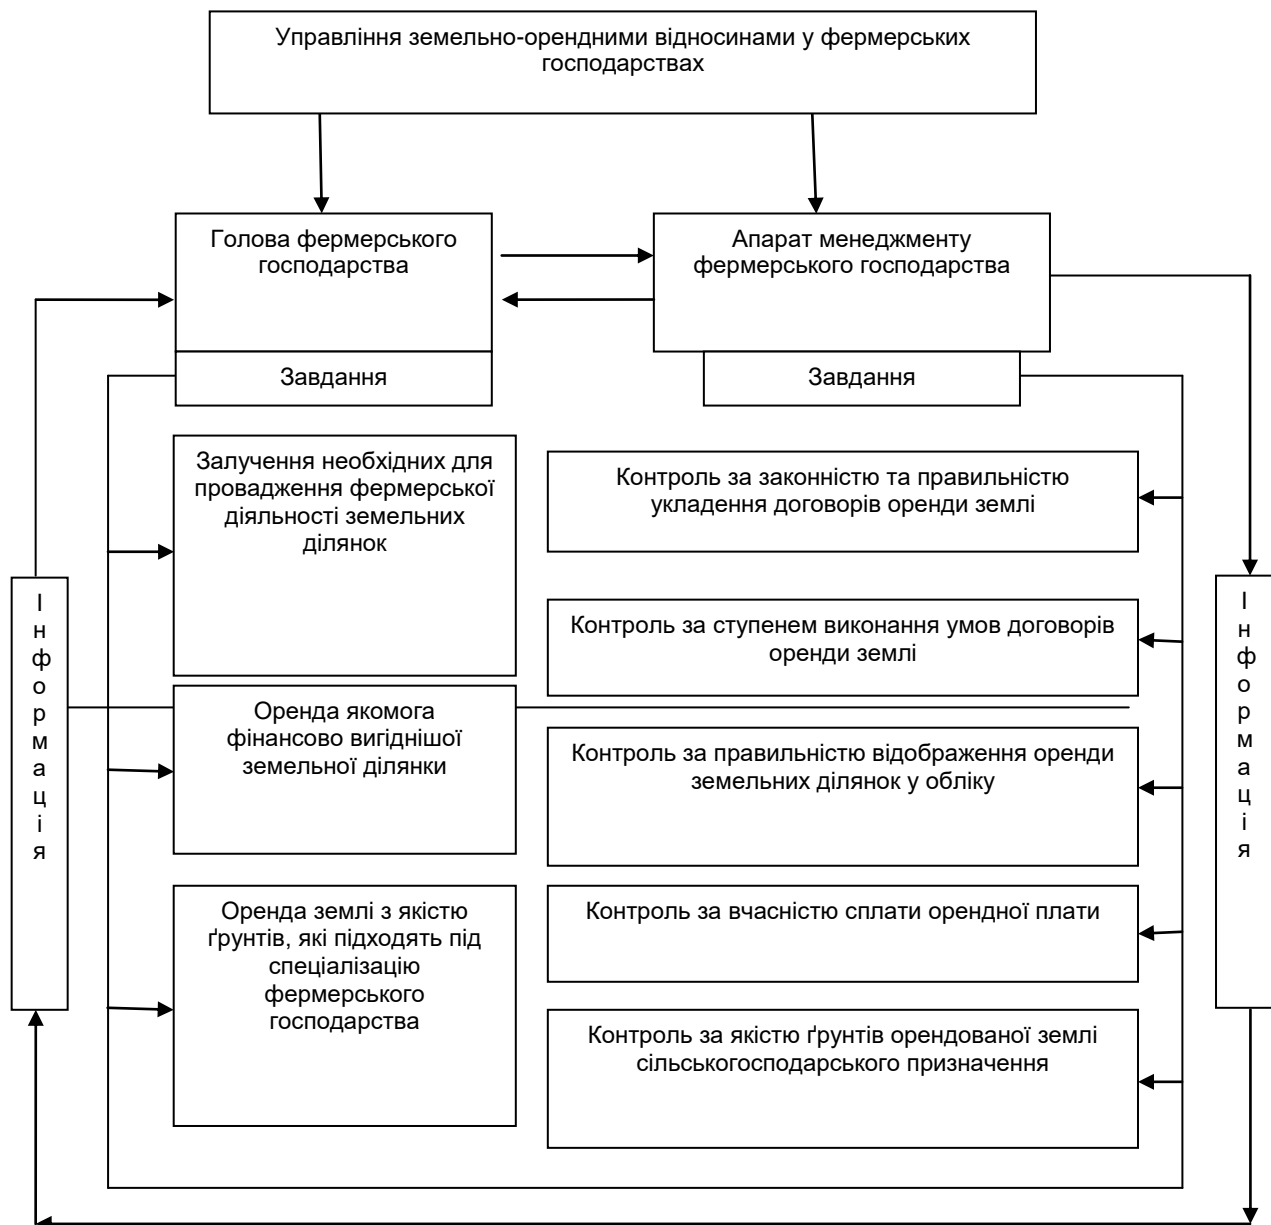 Управління земельно-орендними відносинами у фермерських
господарствах
Голова фермерського
господарства
Апарат менеджменту
фермерського господарства
Завдання
Завдання
Залучення необхідних для
провадження фермерської
діяльності земельних
ділянок
Оренда якомога
фінансово вигіднішої
земельної ділянки
Оренда землі з якістю
ґрунтів, які підходять під
спеціалізацію
фермерського
господарства
Контроль за законністю та правильністю
укладення договорів оренди землі
Контроль за ступенем виконання умов договорів
оренди землі
Контроль за правильністю відображення оренди
земельних ділянок у обліку
Контроль за вчасністю сплати орендної плати
Контроль за якістю ґрунтів орендованої землі
сільськогосподарського призначення
Інформація
Інформація